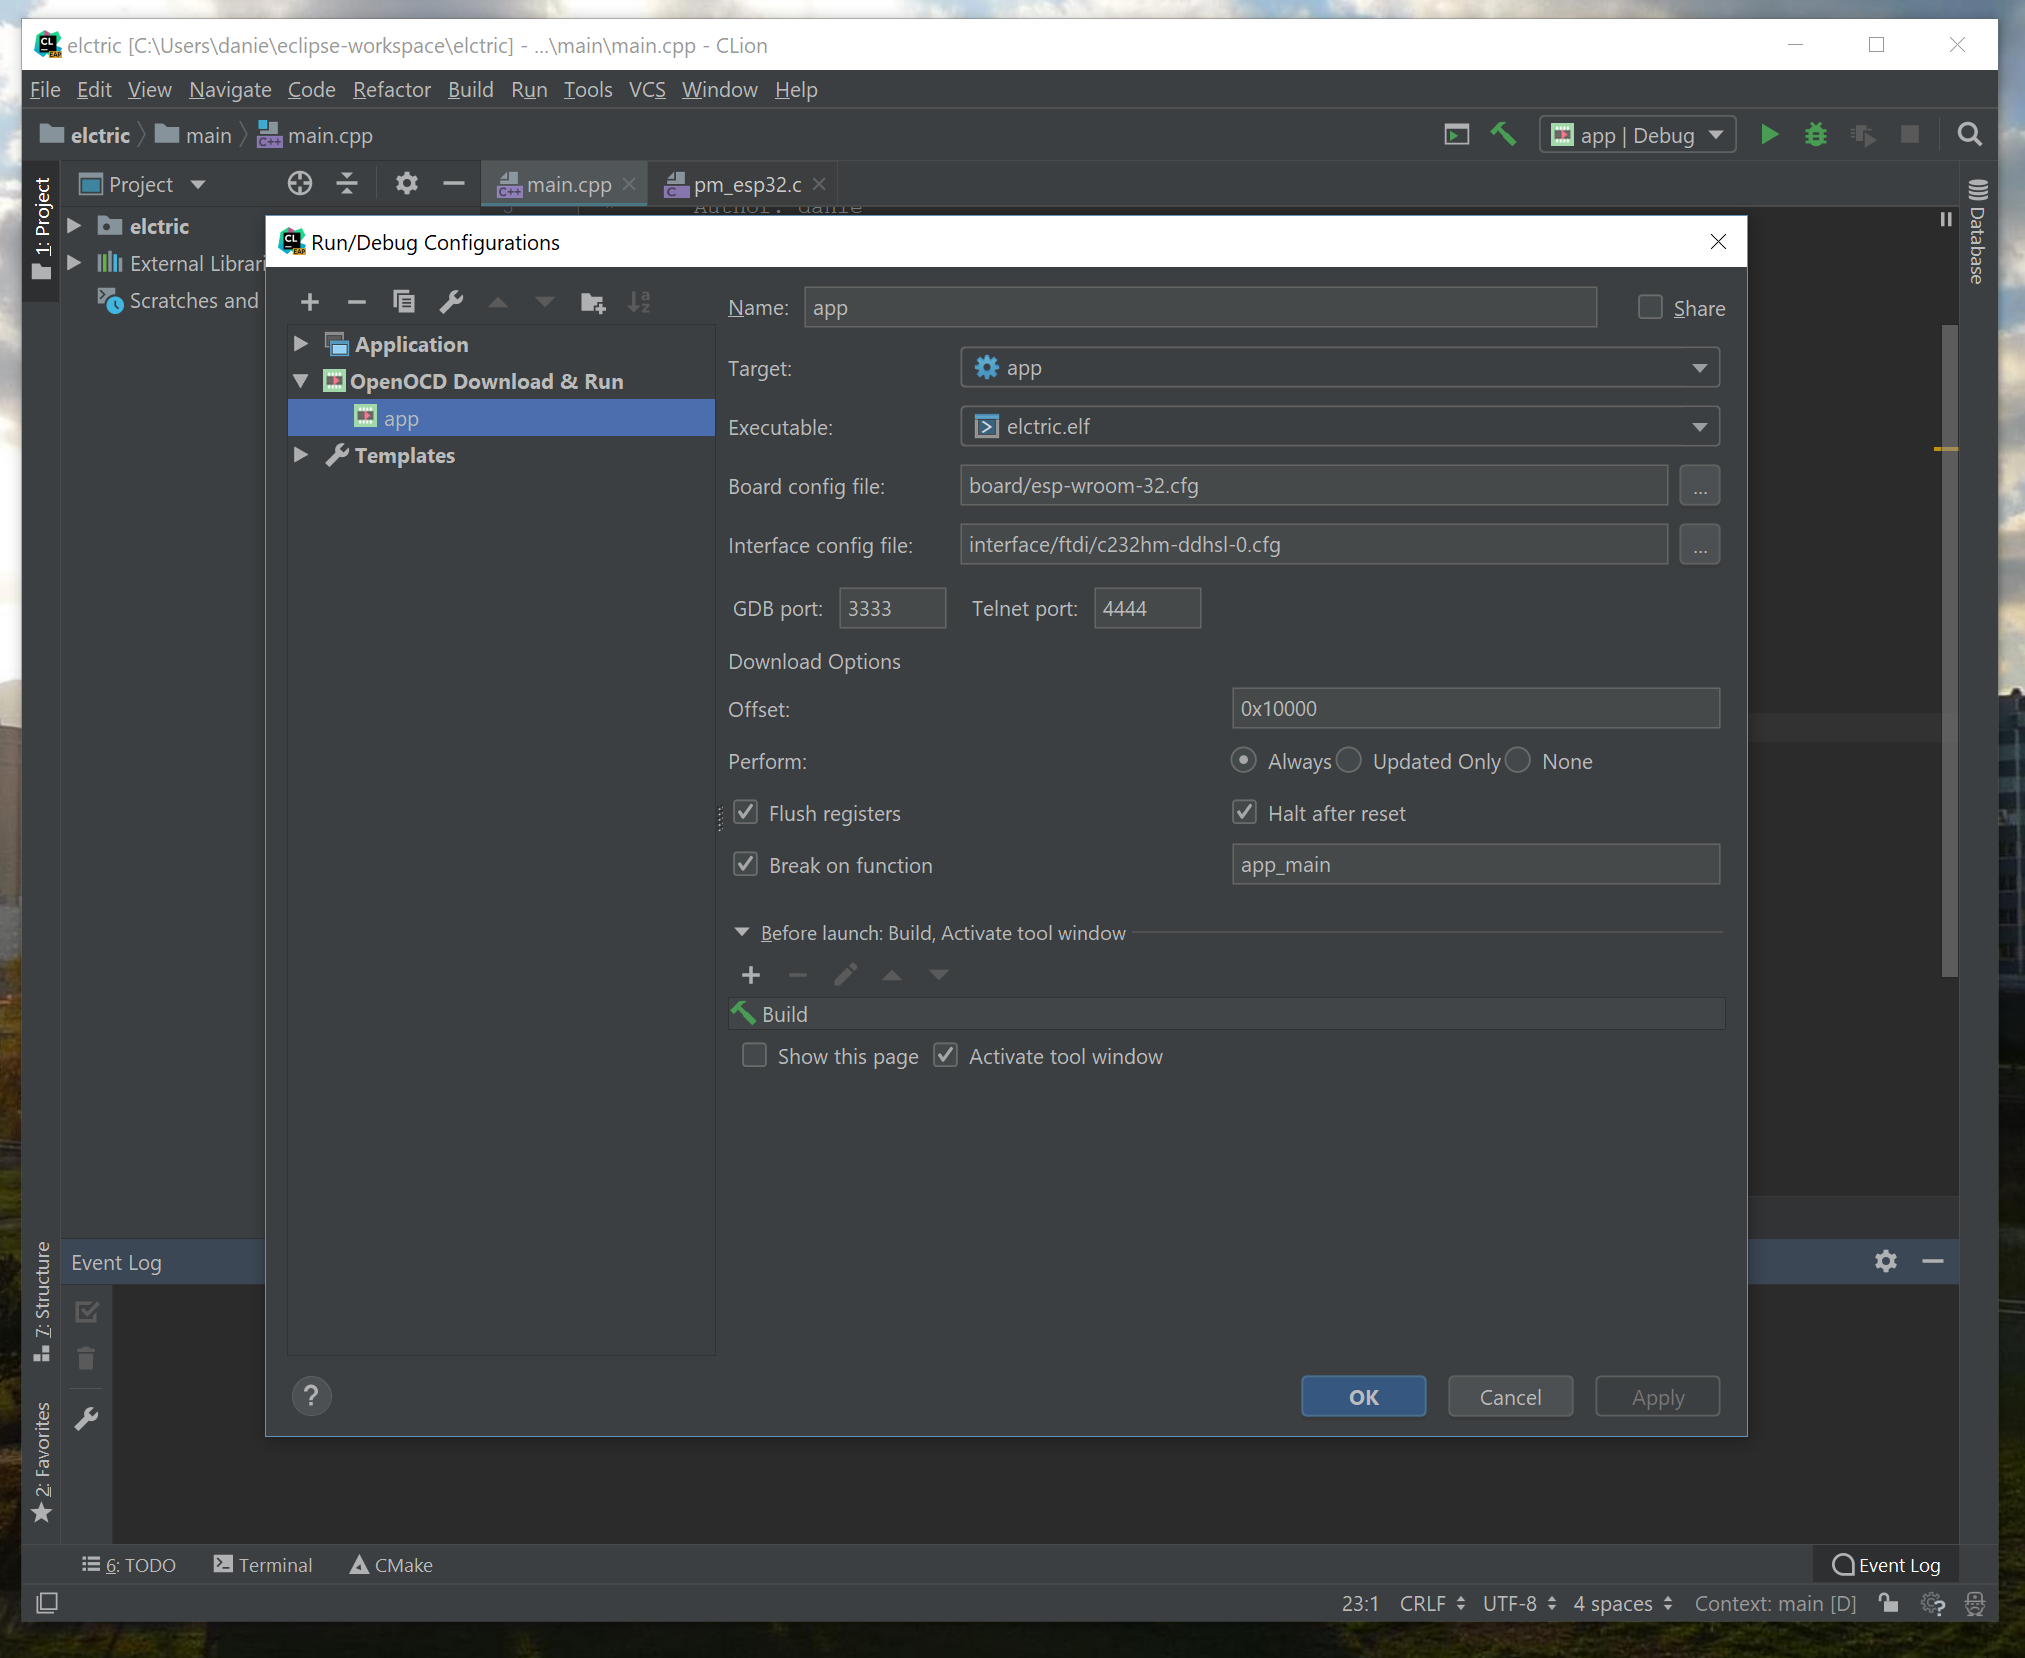 elctric [C:\Users\danie\eclipse-workspace\elctric] - ...\main\main.cpp - CLion
File Edit View Navigate Code Refactor Build Run Tools VCS Window Help
elctric main main.cpp app | Debug
1: Project
Project main.cpp pm_esp32.c
Database
Author: danie
elctric
External Librari
Scratches and
Run/Debug Configurations
Application
OpenOCD Download & Run
app
Templates
Name: app Share
Target: app
Executable: elctric.elf
Board config file: board/esp-wroom-32.cfg ...
Interface config file: interface/ftdi/c232hm-ddhsl-0.cfg ...
GDB port: 3333 Telnet port: 4444
Download Options
Offset: 0x10000
Perform: Always Updated Only None
Flush registers Halt after reset
Break on function app_main
Before launch: Build, Activate tool window
Build
Show this page Activate tool window
? OK Cancel Apply
Event Log
7: Structure
2: Favorites
6: TODO Terminal CMake Event Log
23:1 CRLF UTF-8 4 spaces Context: main [D]